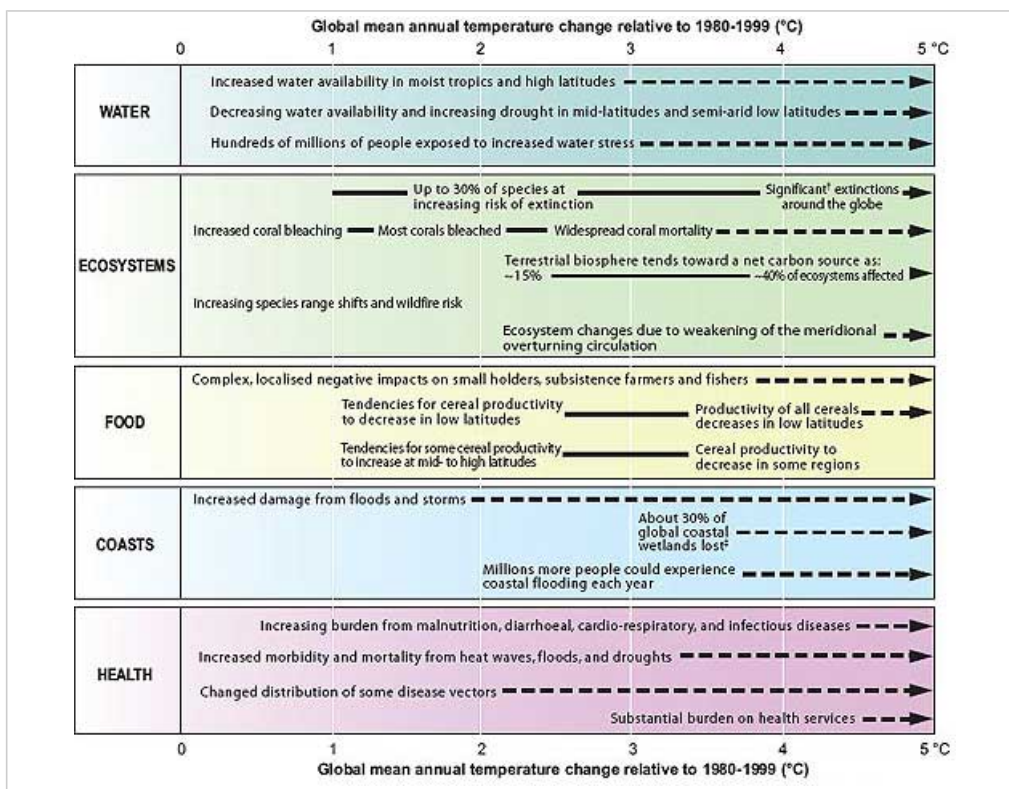 Global mean annual temperature change relative to 1980-1999 (°C)
0 1 2 3 4 5 °C
WATER
Increased water availability in moist tropics and high latitudes
Decreasing water availability and increasing drought in mid-latitudes and semi-arid low latitudes
Hundreds of millions of people exposed to increased water stress
ECOSYSTEMS
Up to 30% of species at
increasing risk of extinction
Significant† extinctions
around the globe
Increased coral bleaching Most corals bleached Widespread coral mortality
Terrestrial biosphere tends toward a net carbon source as:
~15% ~40% of ecosystems affected
Increasing species range shifts and wildfire risk
Ecosystem changes due to weakening of the meridional
overturning circulation
FOOD
Complex, localised negative impacts on small holders, subsistence farmers and fishers
Tendencies for cereal productivity
to decrease in low latitudes
Productivity of all cereals
decreases in low latitudes
Tendencies for some cereal productivity
to increase at mid- to high latitudes
Cereal productivity to
decrease in some regions
COASTS
Increased damage from floods and storms
About 30% of
global coastal
wetlands lost‡
Millions more people could experience
coastal flooding each year
HEALTH
Increasing burden from malnutrition, diarrhoeal, cardio-respiratory, and infectious diseases
Increased morbidity and mortality from heat waves, floods, and droughts
Changed distribution of some disease vectors
Substantial burden on health services
0 1 2 3 4 5 °C
Global mean annual temperature change relative to 1980-1999 (°C)